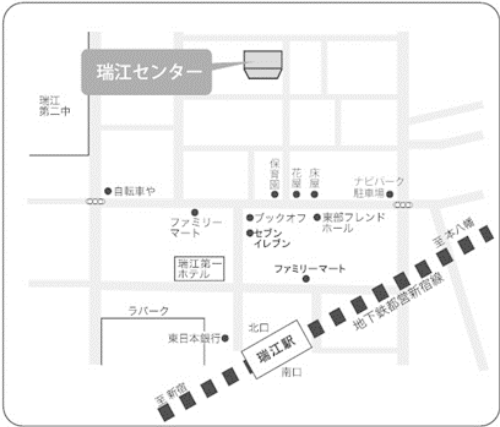 瑞江センター
瑞江
第二中
保育園
花屋
床屋
ナビパーク
駐車場
自転車や
ファミリー
マート
ブックオフ
セブン
イレブン
東部フレンド
ホール
瑞江第一
ホテル
ファミリーマート
至本八幡
地下鉄都営新宿線
ラパーク
東日本銀行
北口
瑞江駅
南口
至新宿